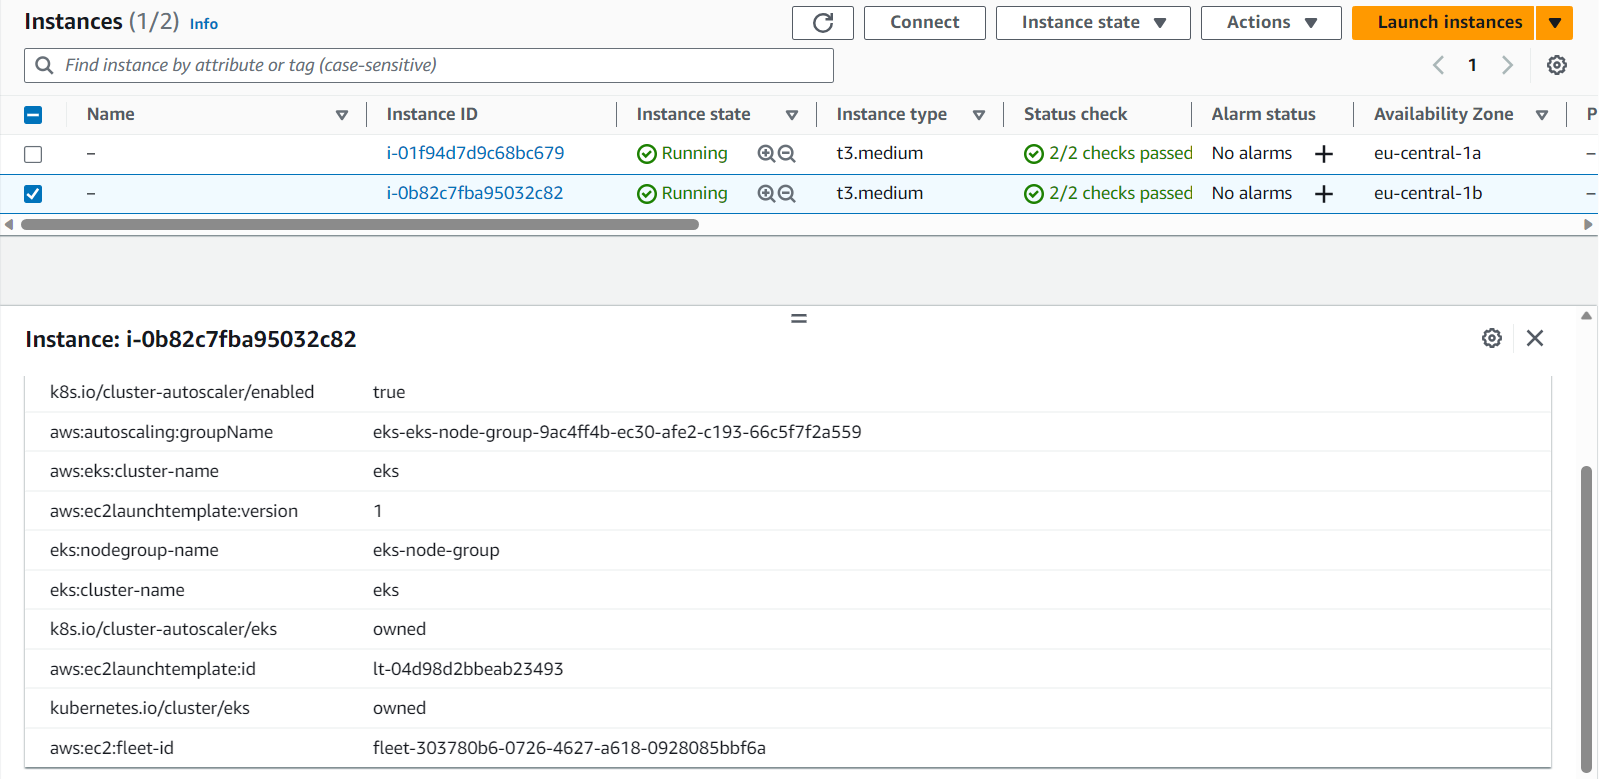 Instances (1/2) Info Connect Instance state Actions Launch instances
Find instance by attribute or tag (case-sensitive) 1
Name Instance ID Instance state Instance type Status check Alarm status Availability Zone P
– i-01f94d7d9c68bc679 Running t3.medium 2/2 checks passed No alarms + eu-central-1a –
– i-0b82c7fba95032c82 Running t3.medium 2/2 checks passed No alarms + eu-central-1b –
Instance: i-0b82c7fba95032c82
k8s.io/cluster-autoscaler/enabled true
aws:autoscaling:groupName eks-eks-node-group-9ac4ff4b-ec30-afe2-c193-66c5f7f2a559
aws:eks:cluster-name eks
aws:ec2launchtemplate:version 1
eks:nodegroup-name eks-node-group
eks:cluster-name eks
k8s.io/cluster-autoscaler/eks owned
aws:ec2launchtemplate:id lt-04d98d2bbeab23493
kubernetes.io/cluster/eks owned
aws:ec2:fleet-id fleet-303780b6-0726-4627-a618-0928085bbf6a